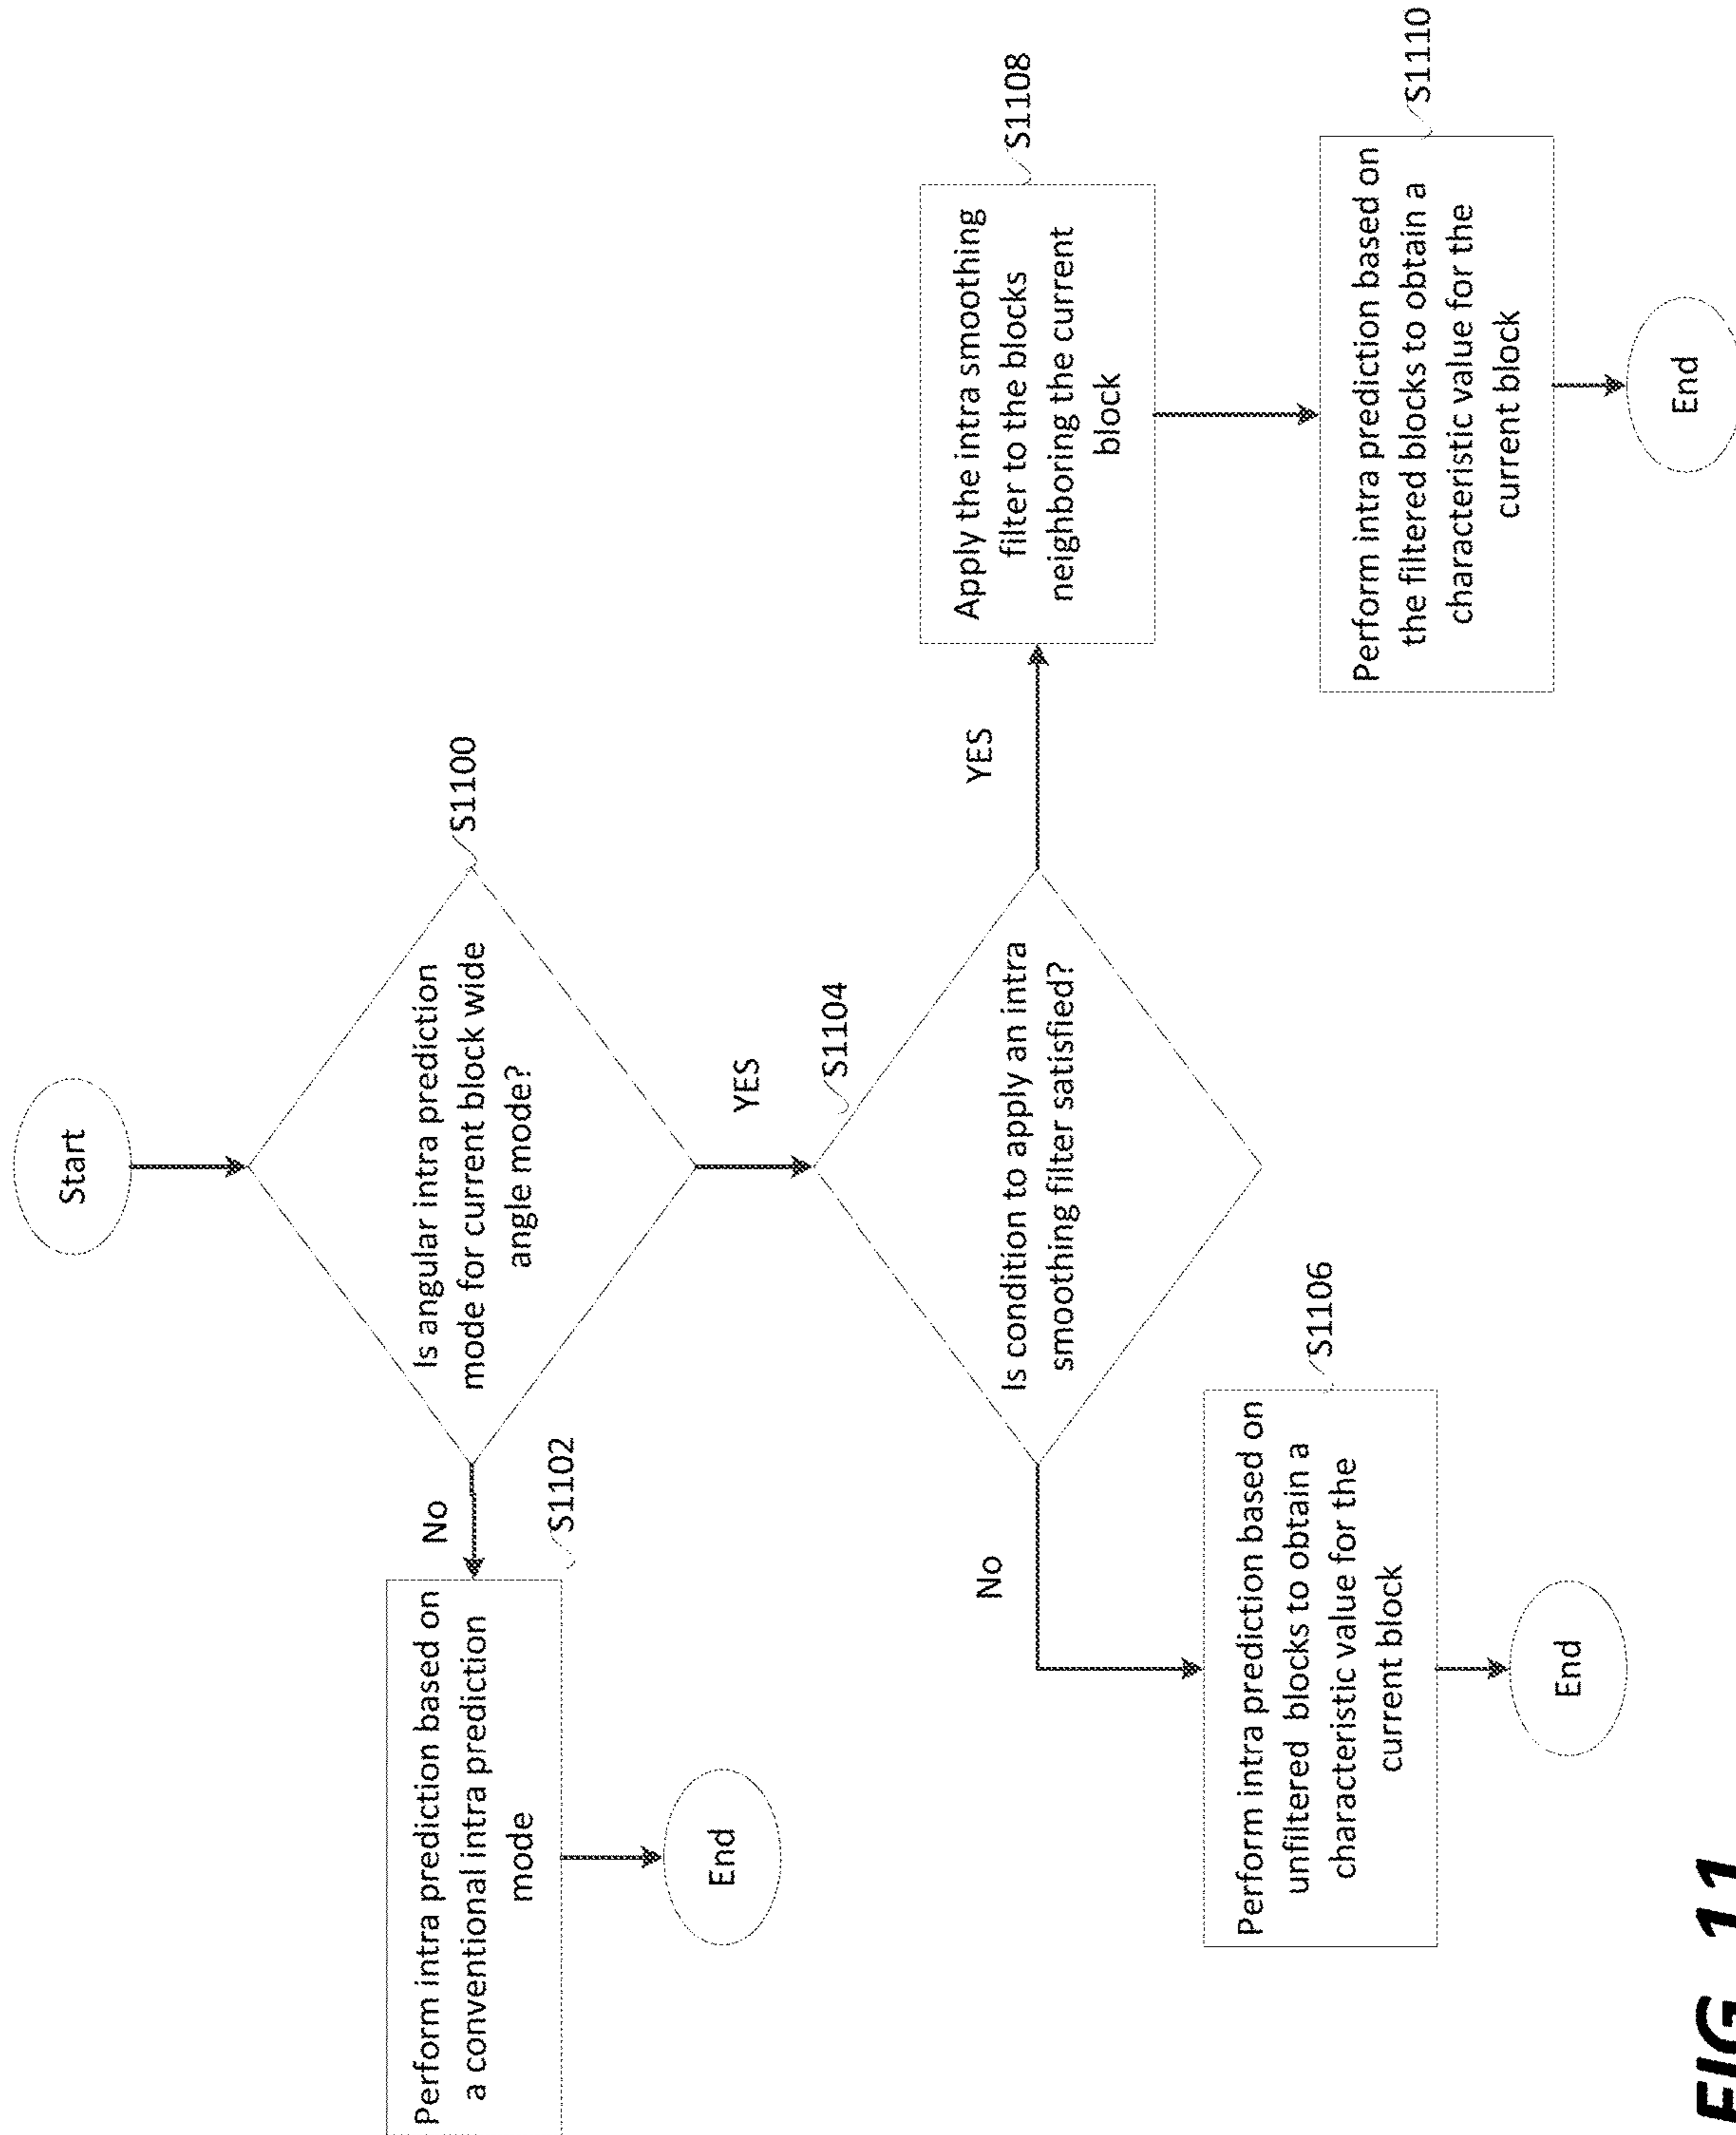 Start
Is angular intra prediction
mode for current block wide
angle mode?
S1100
No
Perform intra prediction based on
a conventional intra prediction
mode
S1102
End
YES
S1104
Is condition to apply an intra
smoothing filter satisfied?
No
S1106
Perform intra prediction based on
unfiltered blocks to obtain a
characteristic value for the
current block
End
YES
S1108
Apply the intra smoothing
filter to the blocks
neighboring the current
block
S1110
Perform intra prediction based on
the filtered blocks to obtain a
characteristic value for the
current block
End
FIG. 11